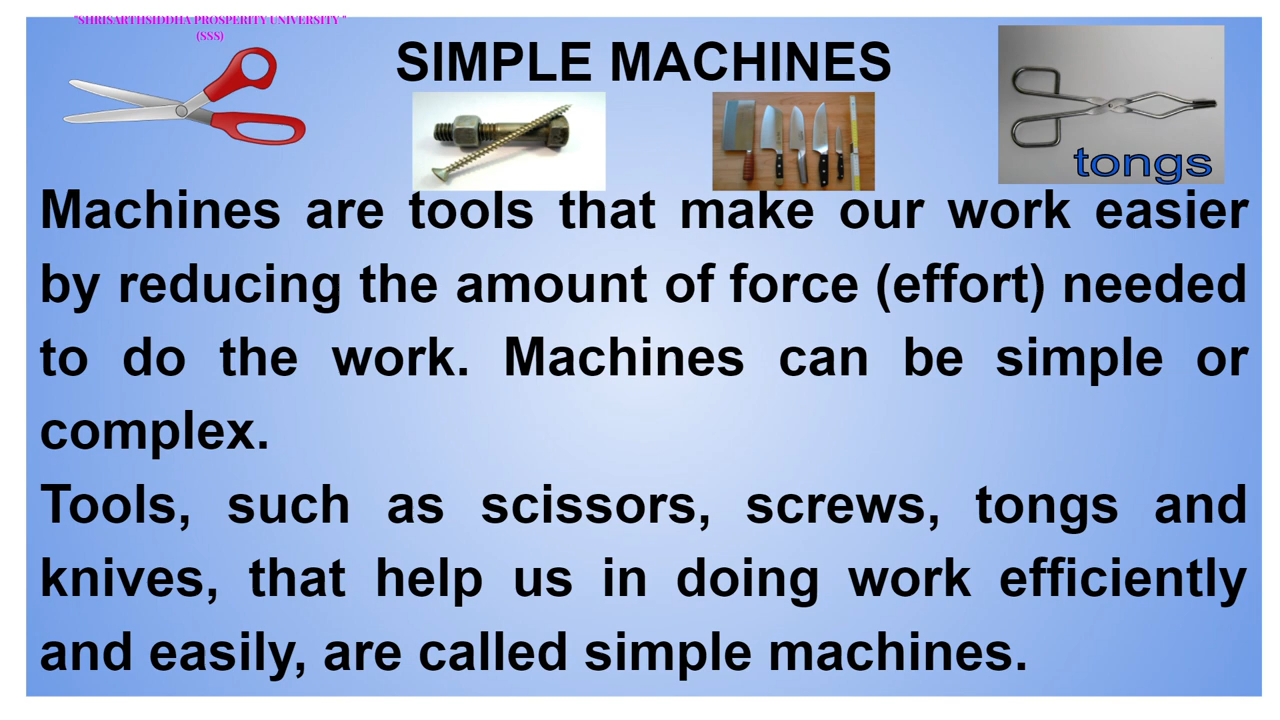 "SHRISARTHSIDDHA PROSPERITY UNIVERSITY "
(SSS)
SIMPLE MACHINES
tongs
Machines are tools that make our work easier
by reducing the amount of force (effort) needed
to do the work. Machines can be simple or
complex.
Tools, such as scissors, screws, tongs and
knives, that help us in doing work efficiently
and easily, are called simple machines.